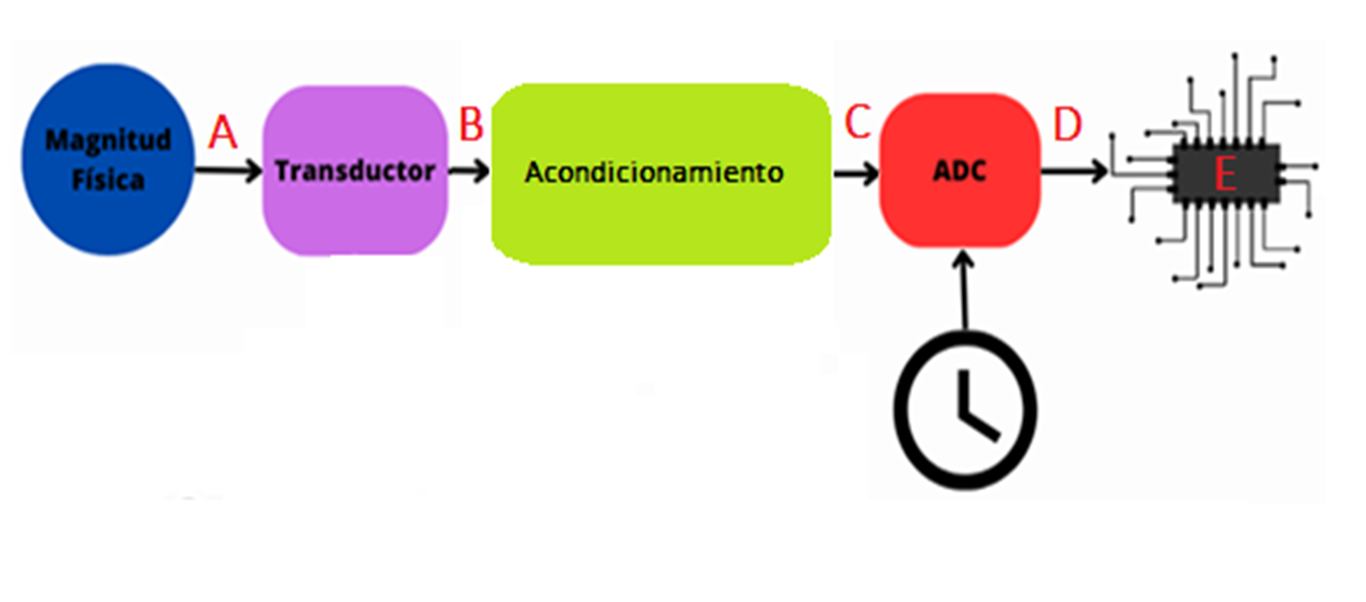 Magnitud
Física
A
Transductor
B
Acondicionamiento
C
ADC
D
E